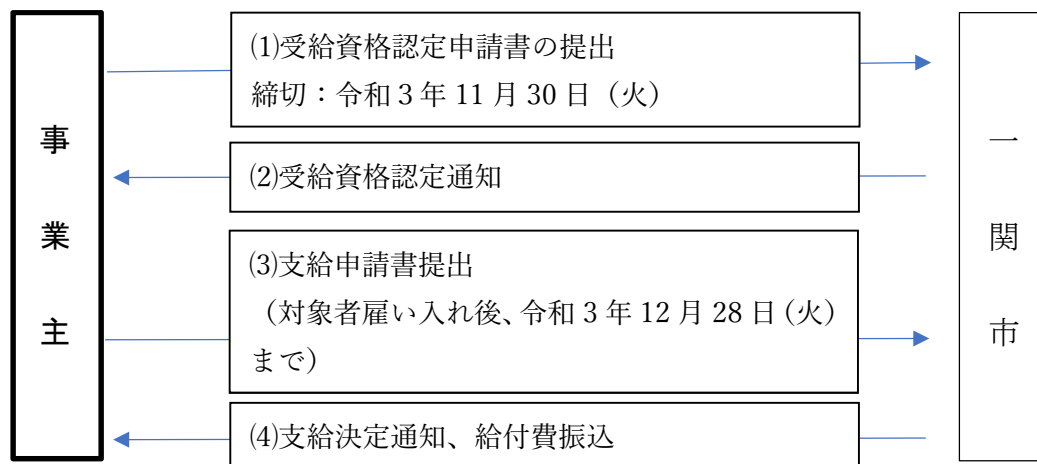 事業主
⑴受給資格認定申請書の提出
締切：令和３年 11 月 30 日（火）
⑵受給資格認定通知
⑶支給申請書提出
（対象者雇い入れ後、令和３年 12 月 28 日（火）
まで）
⑷支給決定通知、給付費振込
一関市